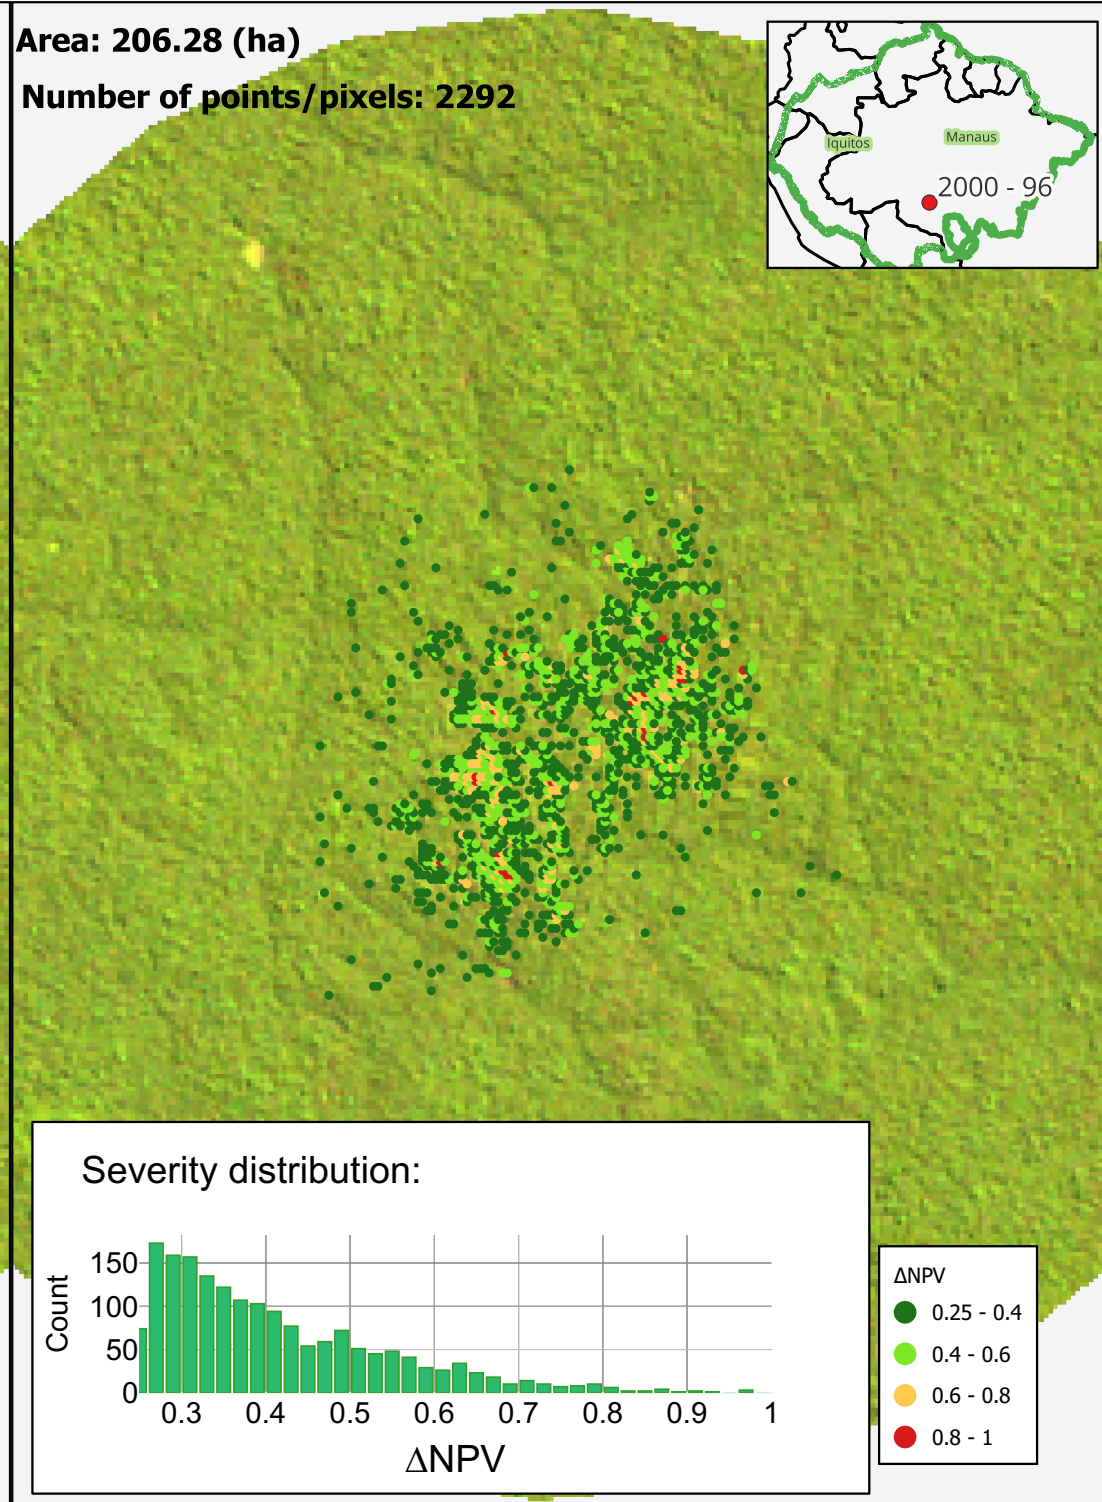 Area: 206.28 (ha)
Number of points/pixels: 2292
Iquitos
Manaus
2000 - 96
Severity distribution:
Count
150
100
50
0
0.3 0.4 0.5 0.6 0.7 0.8 0.9 1
ΔNPV
ΔNPV
0.25 - 0.4
0.4 - 0.6
0.6 - 0.8
0.8 - 1